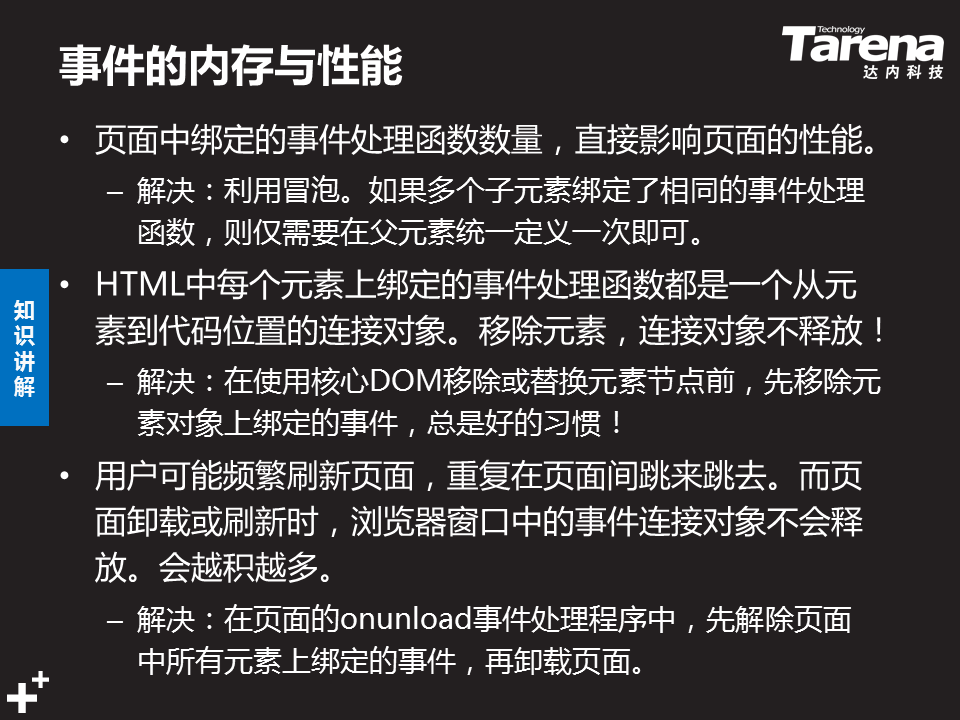 事件的内存与性能
Technology
Tarena
达内科技
• 页面中绑定的事件处理函数数量，直接影响页面的性能。
– 解决：利用冒泡。如果多个子元素绑定了相同的事件处理
函数，则仅需要在父元素统一定义一次即可。
• HTML中每个元素上绑定的事件处理函数都是一个从元
素到代码位置的连接对象。移除元素，连接对象不释放！
– 解决：在使用核心DOM移除或替换元素节点前，先移除元
素对象上绑定的事件，总是好的习惯！
• 用户可能频繁刷新页面，重复在页面间跳来跳去。而页
面卸载或刷新时，浏览器窗口中的事件连接对象不会释
放。会越积越多。
– 解决：在页面的onunload事件处理程序中，先解除页面
中所有元素上绑定的事件，再卸载页面。
知
识
讲
解